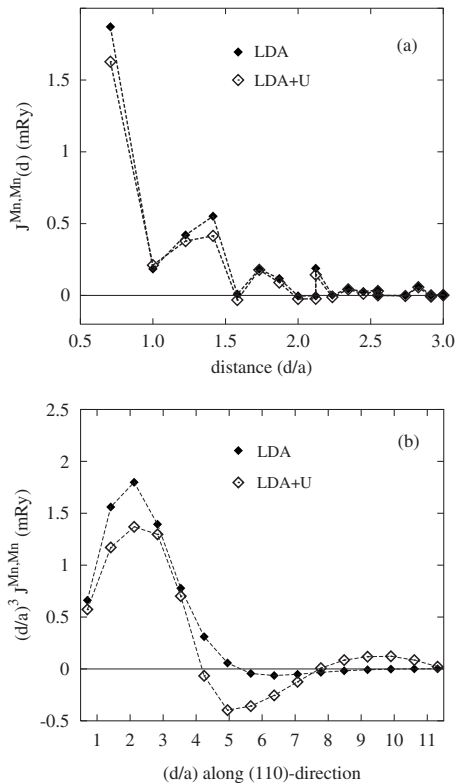 (a)
LDA
LDA+U
1.5
1
0.5
0
J^Mn,Mn(d) (mRy)
0.5 1.0 1.5 2.0 2.5 3.0
distance (d/a)
2.5
(b)
LDA
LDA+U
2
1.5
1
0.5
0
-0.5
(d/a)^3 J^Mn,Mn (mRy)
1 2 3 4 5 6 7 8 9 10 11
(d/a) along (110)-direction